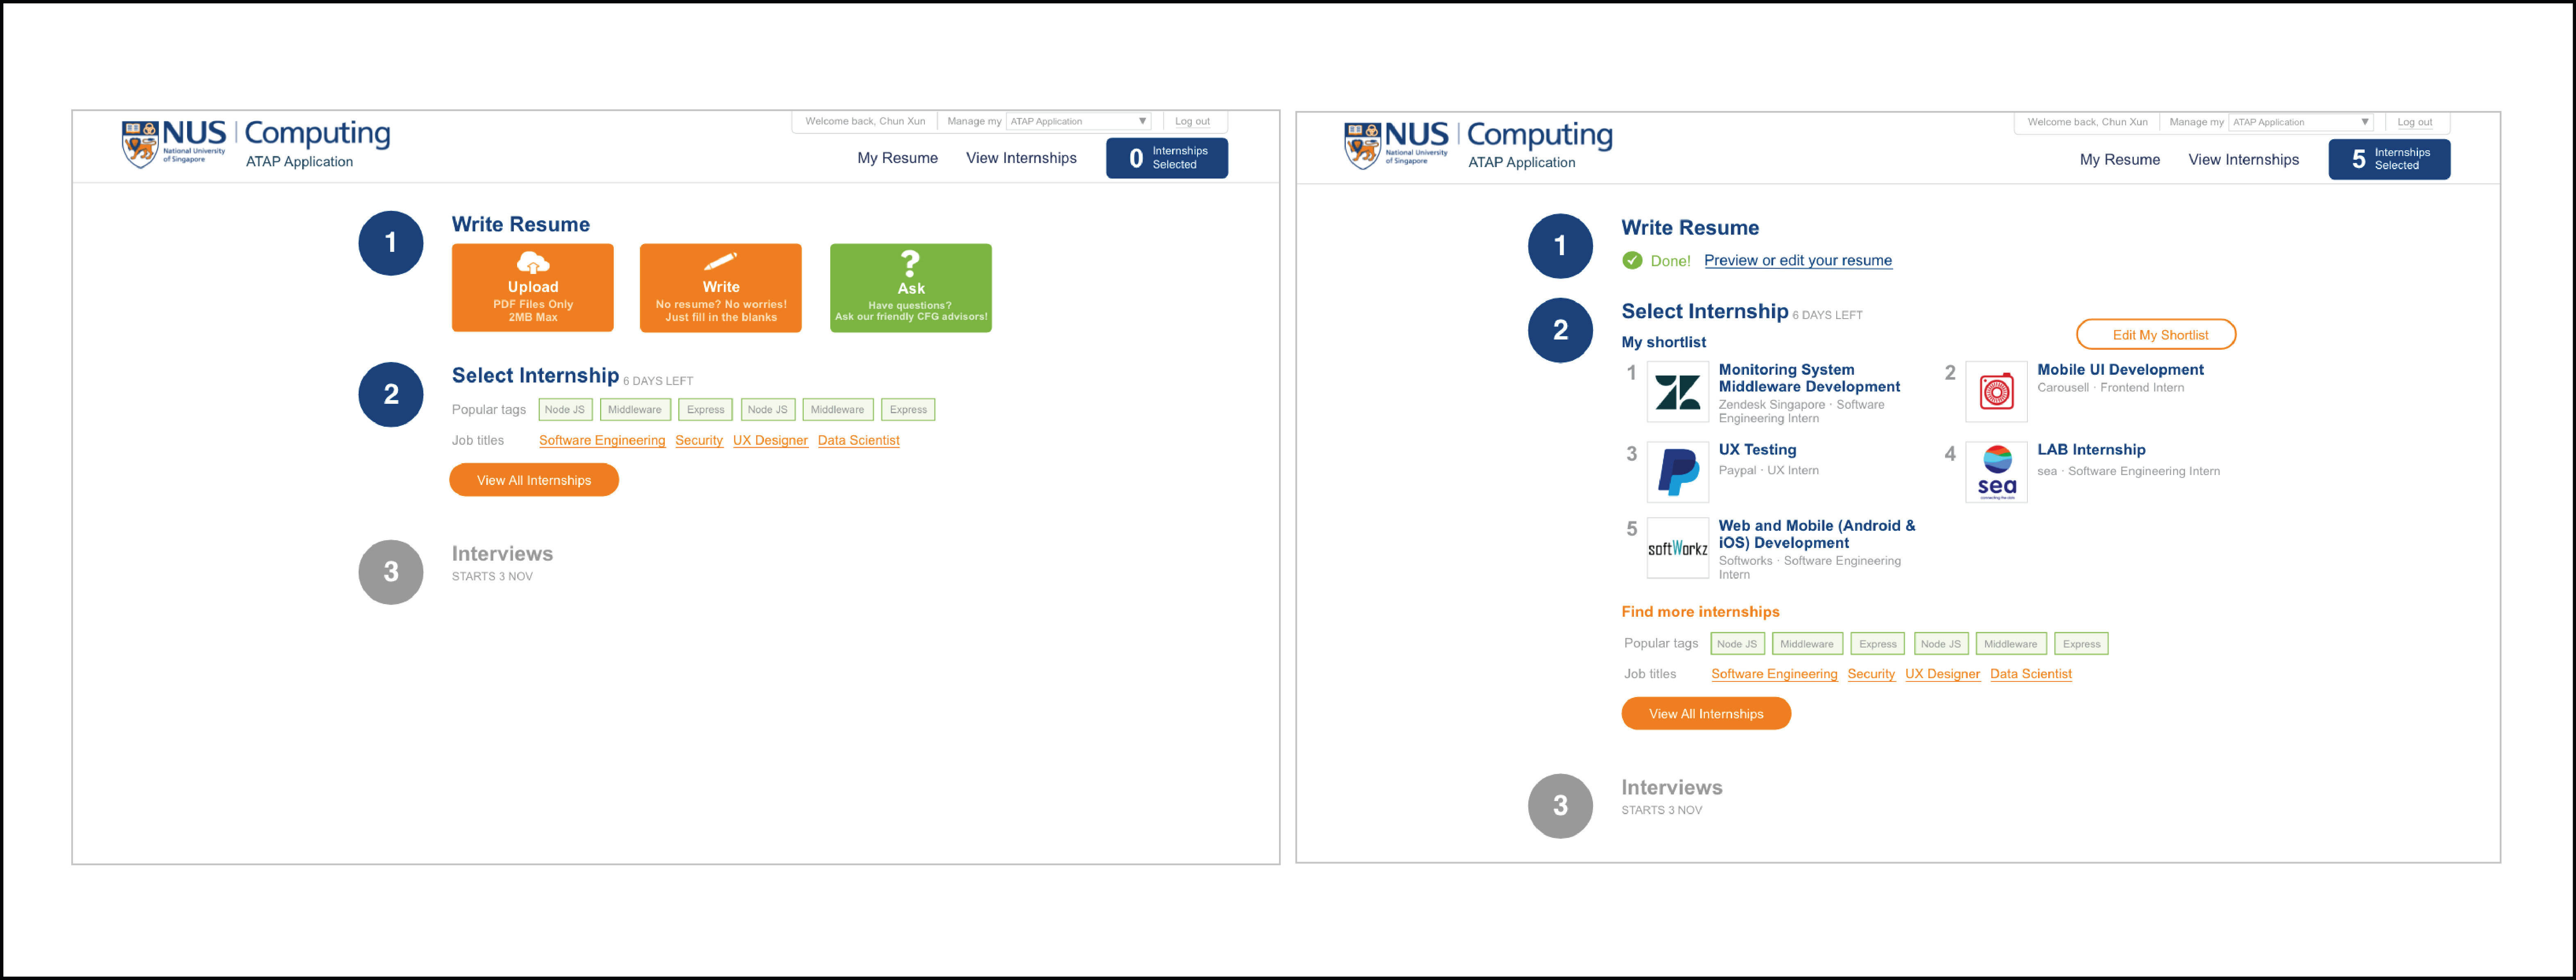 NUS | Computing
National University
of Singapore
ATAP Application
Welcome back, Chun Xun
Manage my ATAP Application ▼
Log out
My Resume
View Internships
0 Internships
Selected
1
Write Resume
Upload
PDF Files Only
2MB Max
Write
No resume? No worries!
Just fill in the blanks
?
Ask
Have questions?
Ask our friendly CFG advisors!
2
Select Internship 6 DAYS LEFT
Popular tags Node JS Middleware Express Node JS Middleware Express
Job titles Software Engineering Security UX Designer Data Scientist
View All Internships
3
Interviews
STARTS 3 NOV
NUS | Computing
National University
of Singapore
ATAP Application
Welcome back, Chun Xun
Manage my ATAP Application ▼
Log out
My Resume
View Internships
5 Internships
Selected
1
Write Resume
Done! Preview or edit your resume
2
Select Internship 6 DAYS LEFT
My shortlist
Edit My Shortlist
1
Monitoring System
Middleware Development
Zendesk Singapore · Software
Engineering Intern
2
Mobile UI Development
Carousell · Frontend Intern
3
UX Testing
Paypal · UX Intern
4
sea
connecting the dots
LAB Internship
sea · Software Engineering Intern
5
softWorkz
Web and Mobile (Android &
iOS) Development
Softworks · Software Engineering
Intern
Find more internships
Popular tags Node JS Middleware Express Node JS Middleware Express
Job titles Software Engineering Security UX Designer Data Scientist
View All Internships
3
Interviews
STARTS 3 NOV